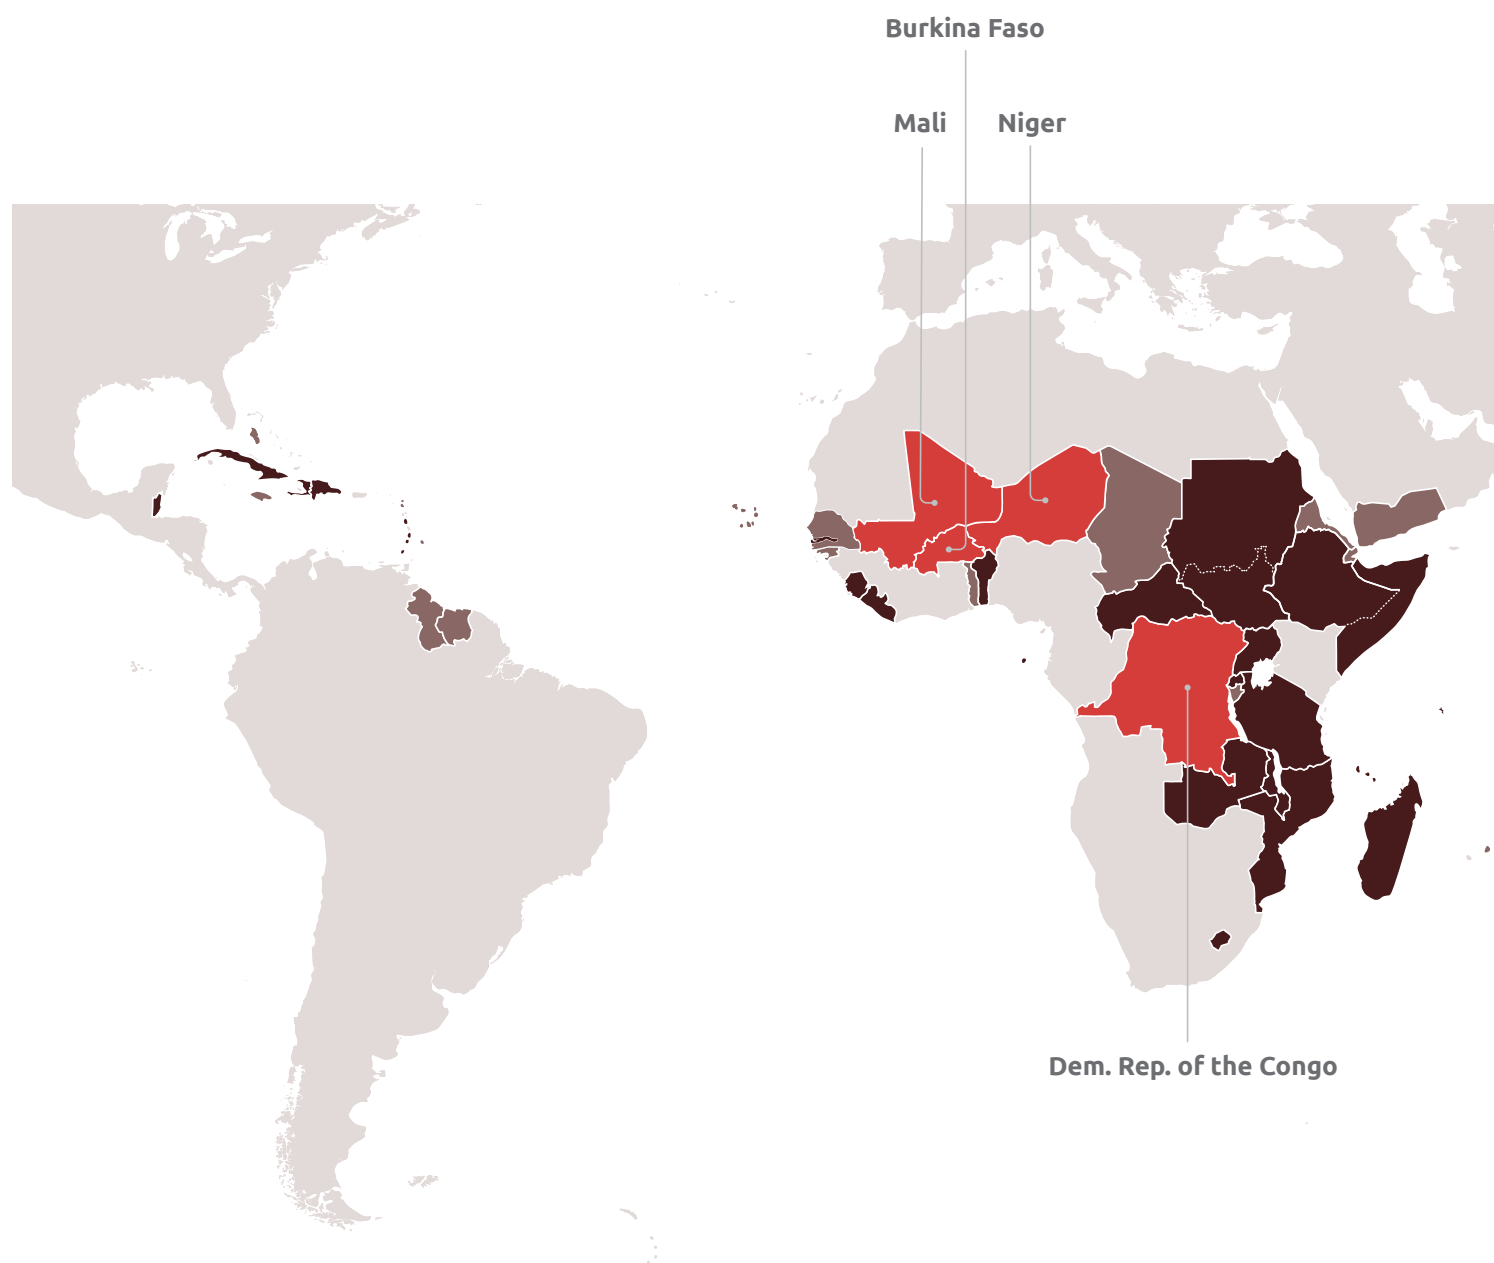 Burkina Faso
Mali
Niger
Dem. Rep. of the Congo